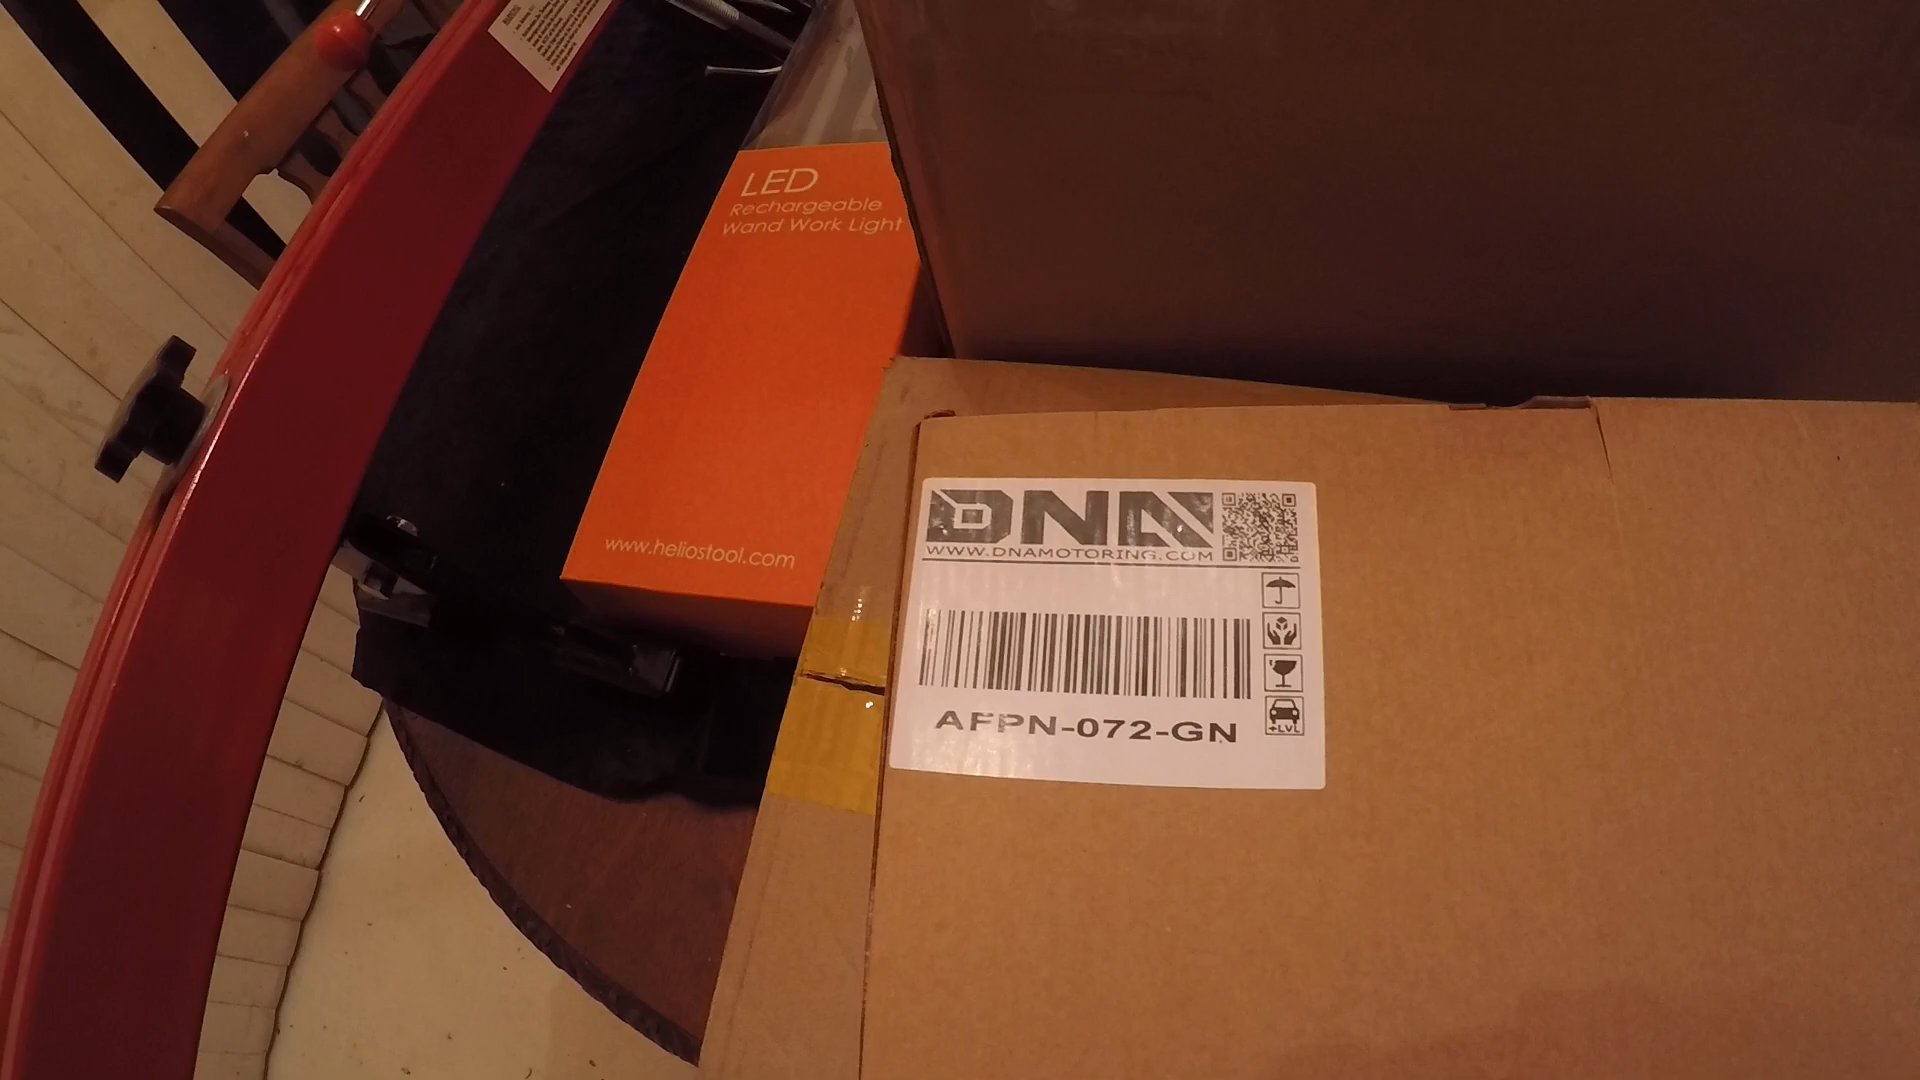 LED
Rechargeable
Wand Work Light
www.heliostool.com
DNA
WWW.DNAMOTORING.COM
AFPN-072-GN
+LVL